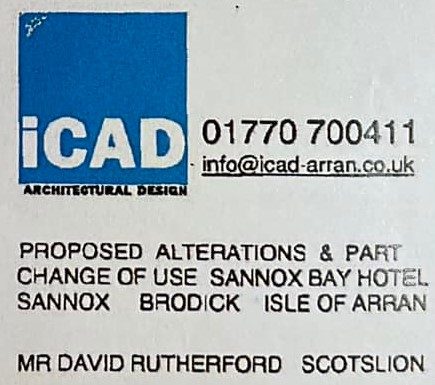 iCAD
ARCHITECTURAL DESIGN
01770 700411
info@icad-arran.co.uk
PROPOSED ALTERATIONS & PART
CHANGE OF USE SANNOX BAY HOTEL
SANNOX BRODICK ISLE OF ARRAN
MR DAVID RUTHERFORD SCOTSLION